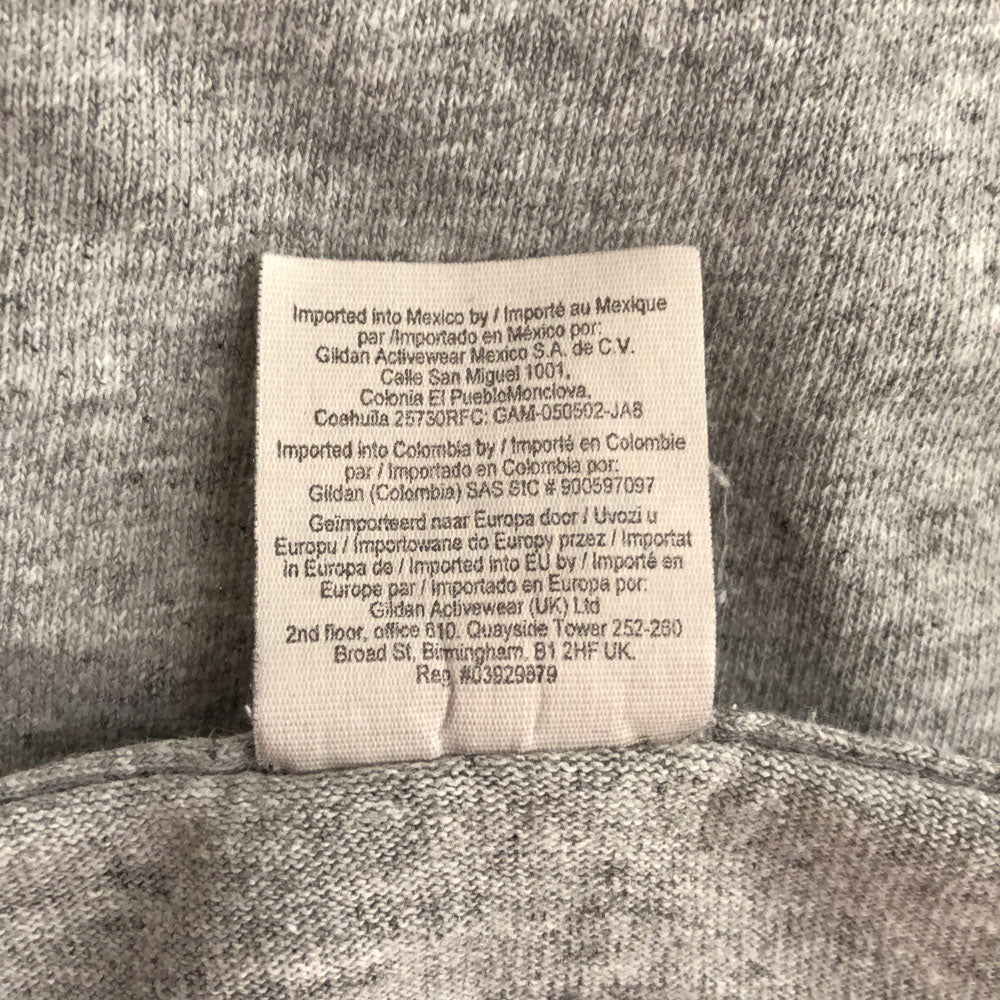 Imported into Mexico by / Importé au Mexique
par /Importado en México por:
Gildan Activewear Mexico S.A. de C.V.
Calle San Miguel 1001,
Colonia El PuebloMonclova,
Coahuila 25730RFC: GAM-050502-JA8
Imported into Colombia by / Importé en Colombie
par / Importado en Colombia por:
Gildan (Colombia) SAS SIC # 900597097
Geïmporteerd naar Europa door / Uvozi u
Europu / Importowane do Europy przez / Importat
in Europa de / Imported into EU by / Importé en
Europe par / Importado en Europa por:
Gildan Activewear (UK) Ltd
2nd floor, office 610. Quayside Tower 252-260
Broad St, Birmingham, B1 2HF UK.
Reg #03929879